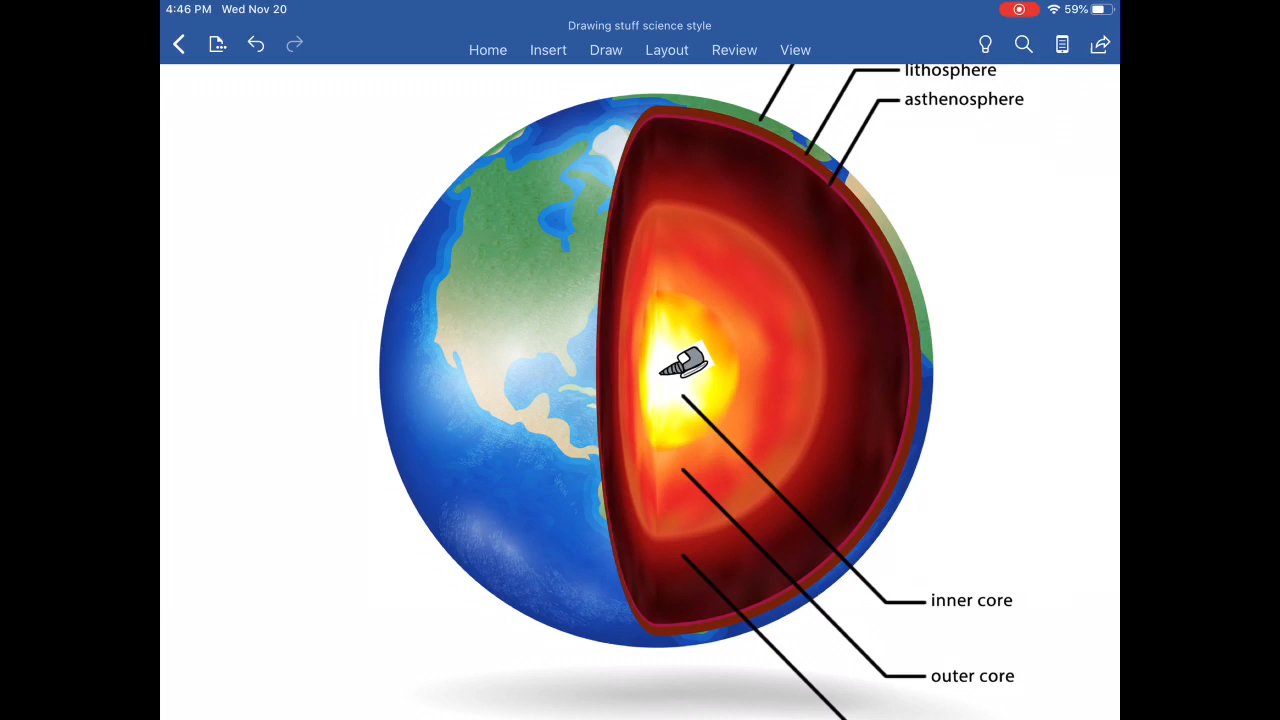 4:46 PM Wed Nov 20
59%
Drawing stuff science style
Home Insert Draw Layout Review View
lithosphere
asthenosphere
inner core
outer core